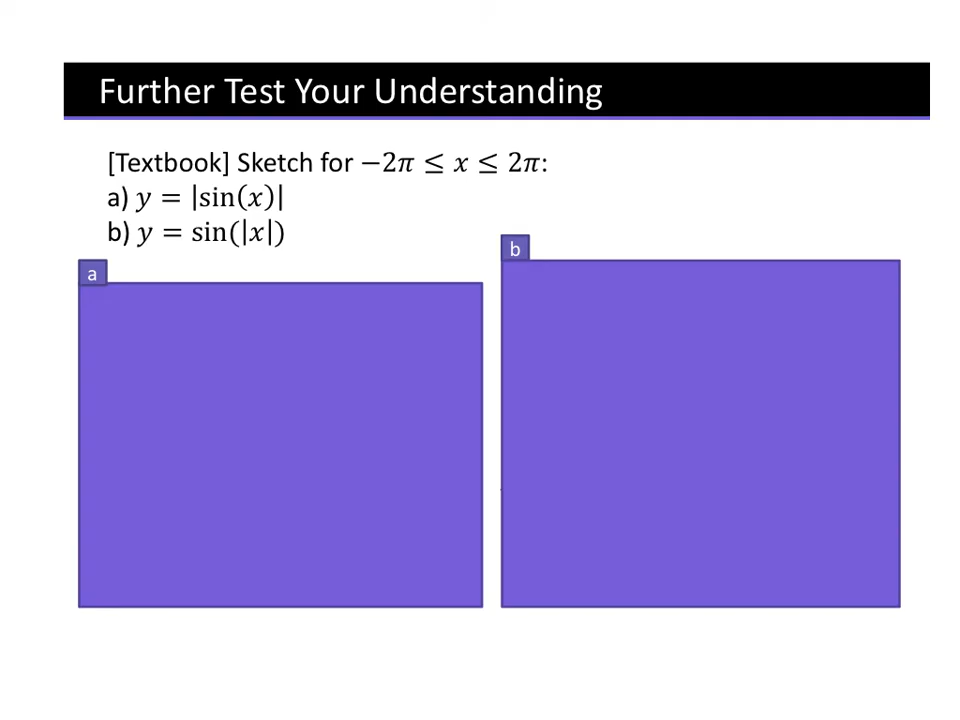 Further Test Your Understanding
[Textbook] Sketch for −2𝜋 ≤ 𝑥 ≤ 2𝜋:
a) 𝑦 = |sin(𝑥)|
b) 𝑦 = sin(|𝑥|)
a
b